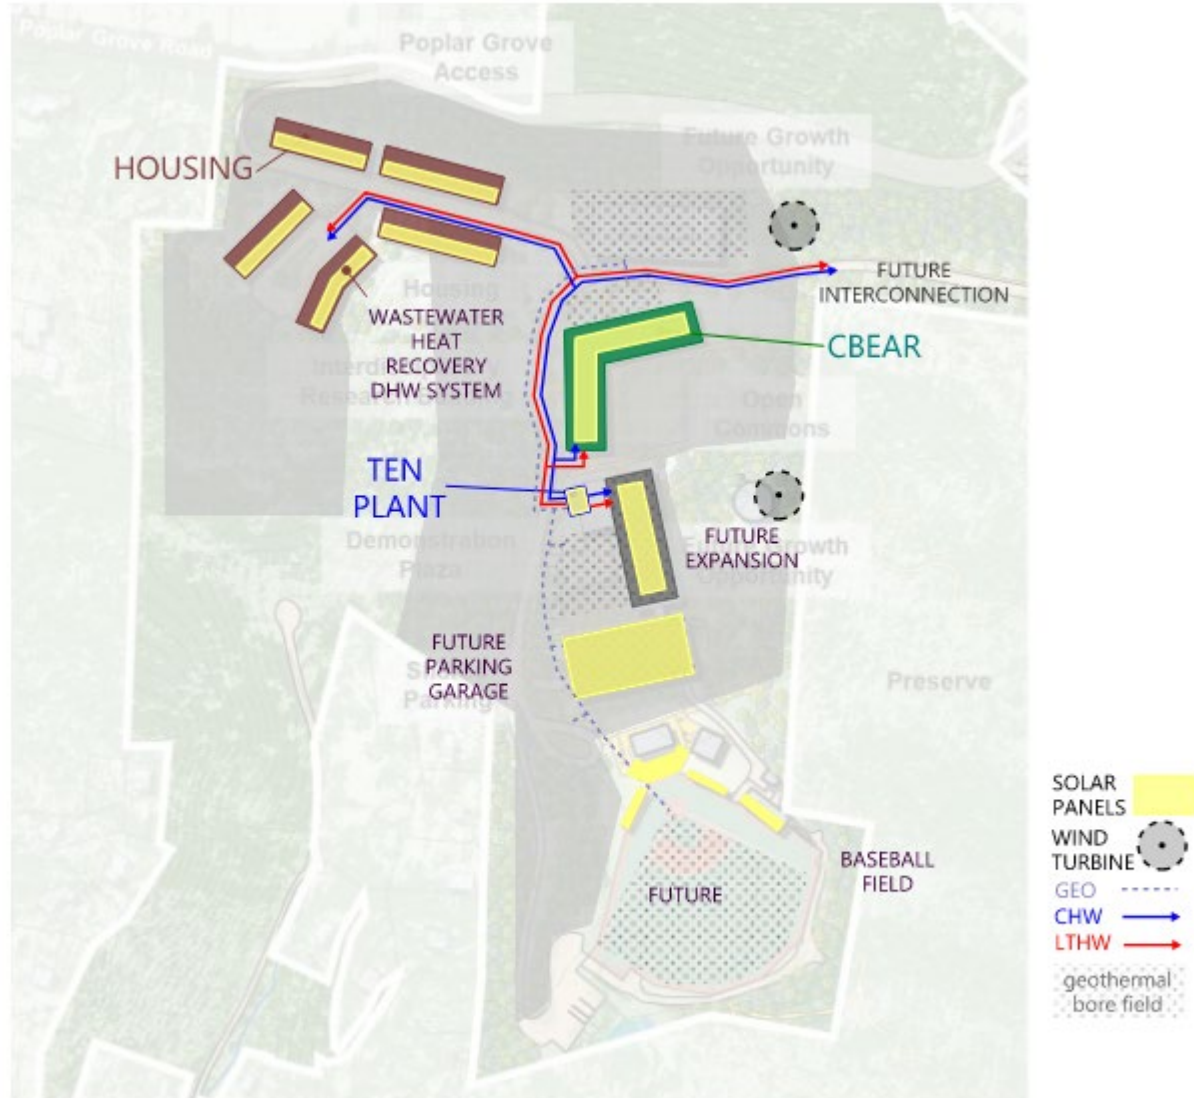 Poplar Grove Road
Poplar Grove
Access
Future Growth
Opportunity
HOUSING
FUTURE
INTERCONNECTION
Housing
WASTEWATER
HEAT
RECOVERY
DHW SYSTEM
CBEAR
Research Building
Open
Commons
TEN
PLANT
Demonstration
Plaza
FUTURE
EXPANSION
Future Growth
Opportunity
FUTURE
PARKING
GARAGE
Parking
Preserve
BASEBALL
FIELD
FUTURE
SOLAR
PANELS
WIND
TURBINE
GEO
CHW
LTHW
geothermal
bore field